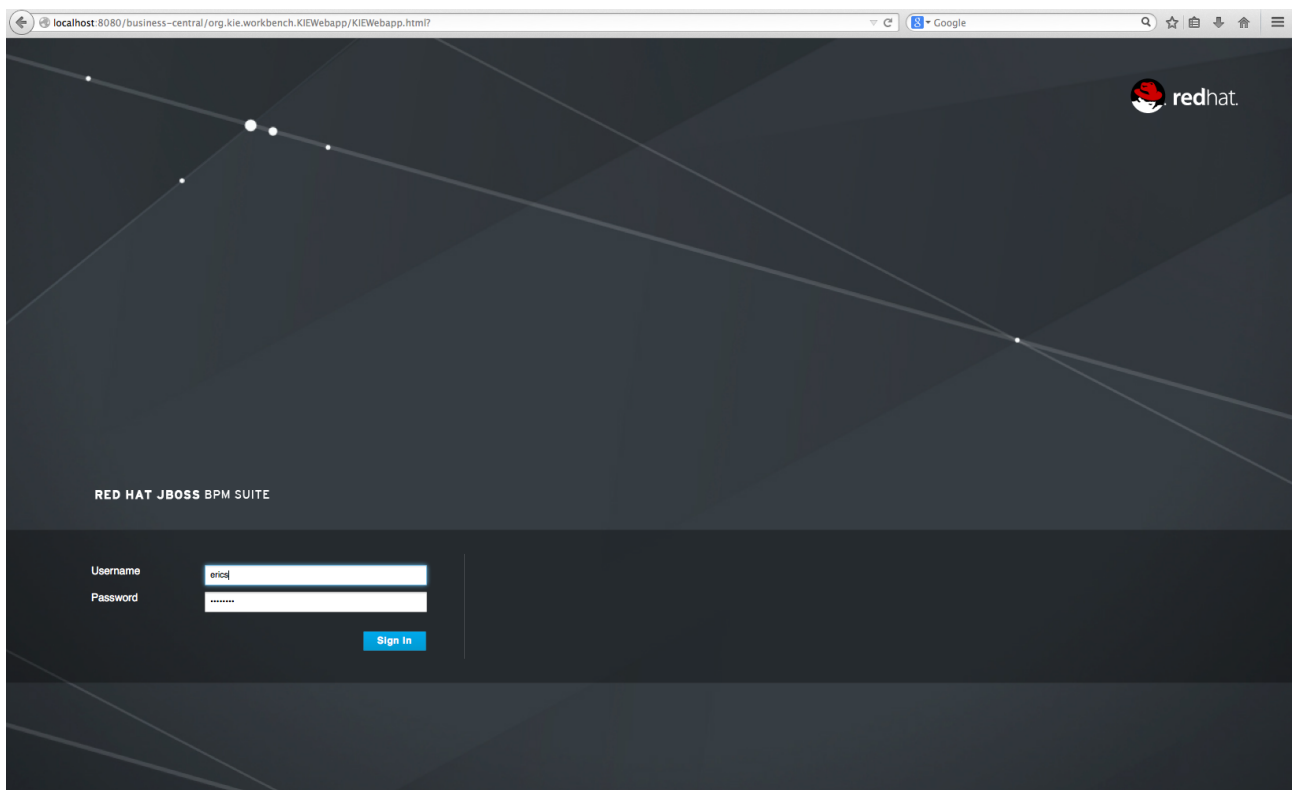 localhost:8080/business-central/org.kie.workbench.KIEWebapp/KIEWebapp.html?
Google
redhat.
RED HAT JBOSS BPM SUITE
Username
erics
Password
Sign In